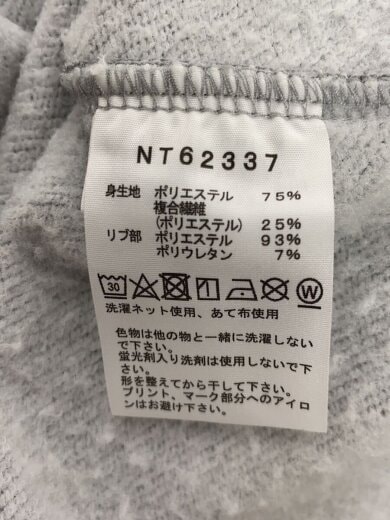 NT62337
身生地 ポリエステル 75%
複合繊維
(ポリエステル) 25%
リブ部 ポリエステル 93%
ポリウレタン 7%
30 W
洗濯ネット使用、あて布使用
色物は他の物と一緒に洗濯しない
で下さい。
蛍光剤入り洗剤は使用しないで下
さい。
形を整えてから干して下さい。
プリント、マーク部分へのアイロ
ンはお避け下さい。